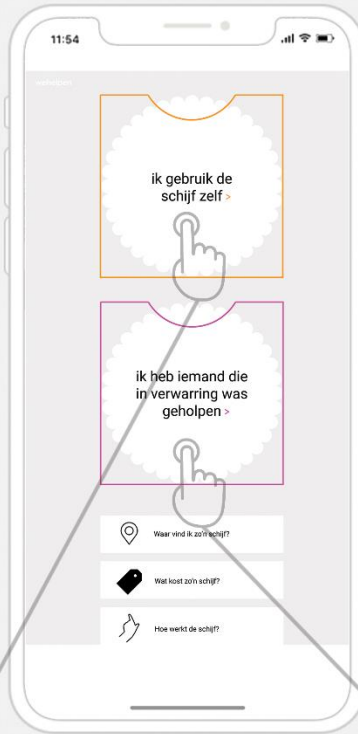 11:54
ik gebruik de
schijf zelf >
ik heb iemand die
in verwarring was
geholpen >
Waar vind ik zo'n schijf?
Wat kost zo'n schijf?
Hoe werkt de schijf?